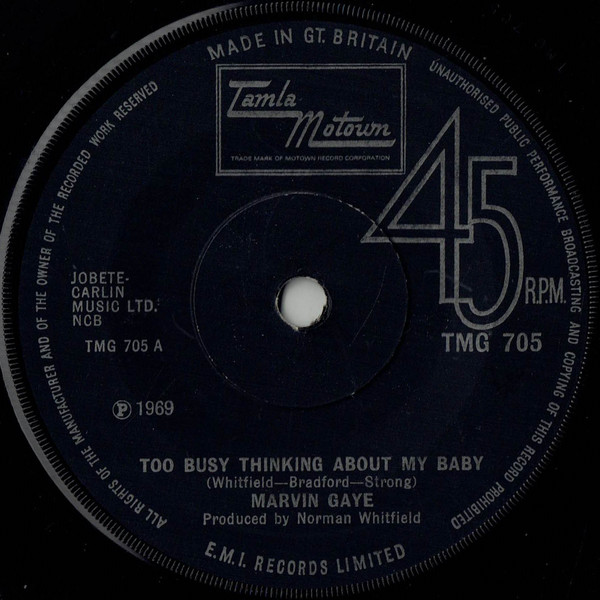 MADE IN GT. BRITAIN
UNAUTHORISED PUBLIC PERFORMANCE BROADCASTING AND COPYING OF THIS RECORD PROHIBITED
ALL RIGHTS OF THE MANUFACTURER AND OF THE OWNER OF THE RECORDED WORK RESERVED
Tamla
Motown
TRADE MARK OF MOTOWN RECORD CORPORATION
45
R.P.M.
JOBETE-
CARLIN
MUSIC LTD.
NCB
TMG 705 A
TMG 705
Ⓟ 1969
TOO BUSY THINKING ABOUT MY BABY
(Whitfield—Bradford—Strong)
MARVIN GAYE
Produced by Norman Whitfield
E.M.I. RECORDS LIMITED